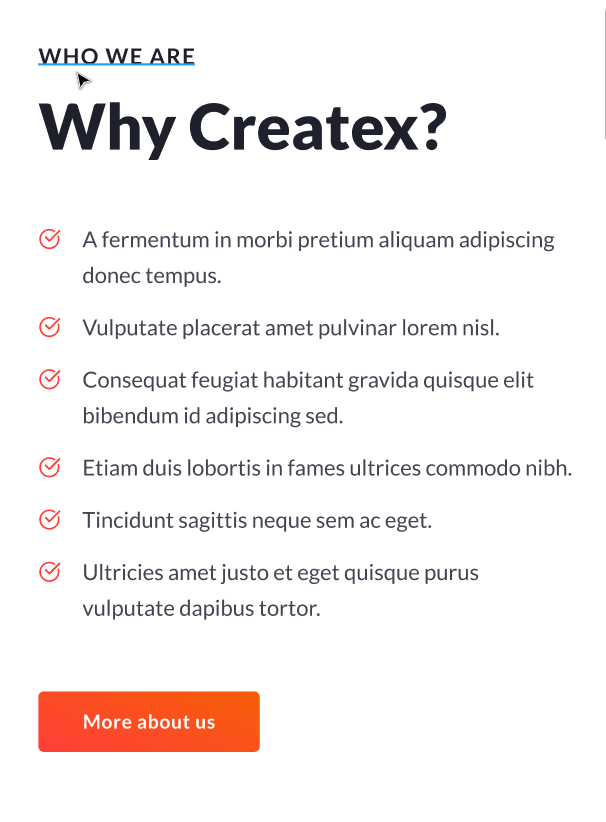 WHO WE ARE
Why Createx?
A fermentum in morbi pretium aliquam adipiscing
donec tempus.
Vulputate placerat amet pulvinar lorem nisl.
Consequat feugiat habitant gravida quisque elit
bibendum id adipiscing sed.
Etiam duis lobortis in fames ultrices commodo nibh.
Tincidunt sagittis neque sem ac eget.
Ultricies amet justo et eget quisque purus
vulputate dapibus tortor.
More about us